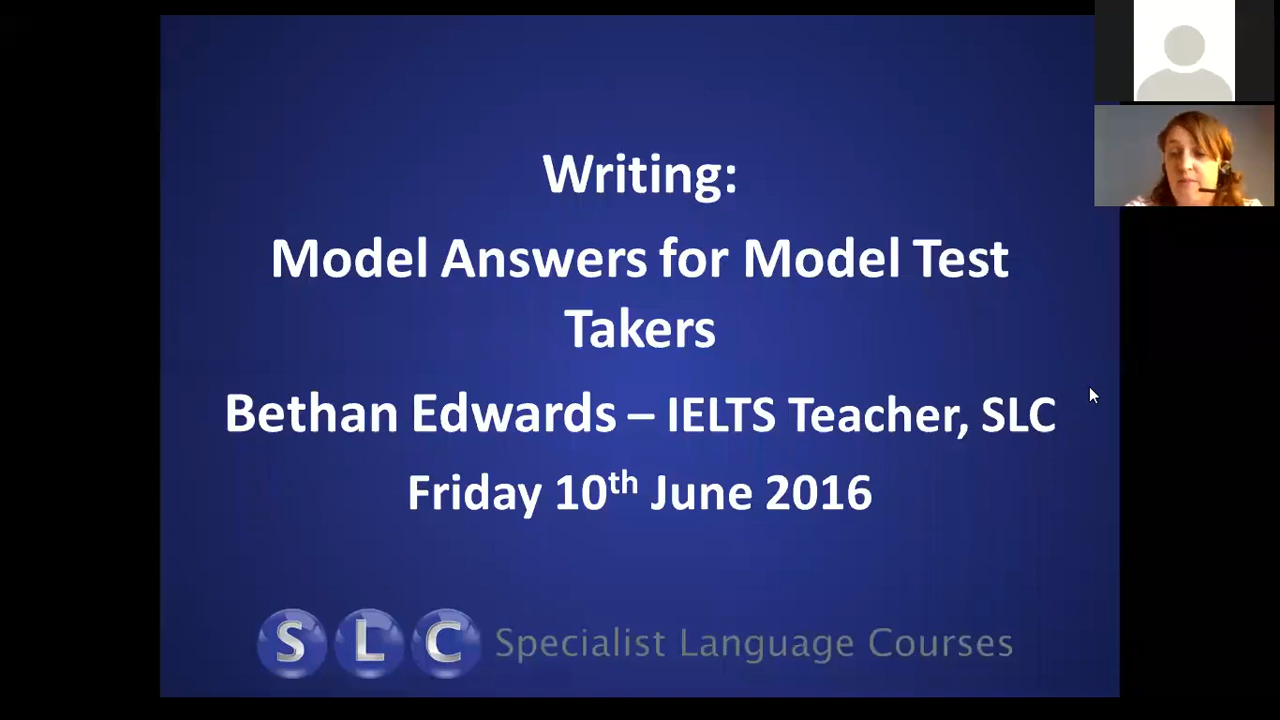 Writing:
Model Answers for Model Test
Takers
Bethan Edwards – IELTS Teacher, SLC
Friday 10th June 2016
S L C Specialist Language Courses